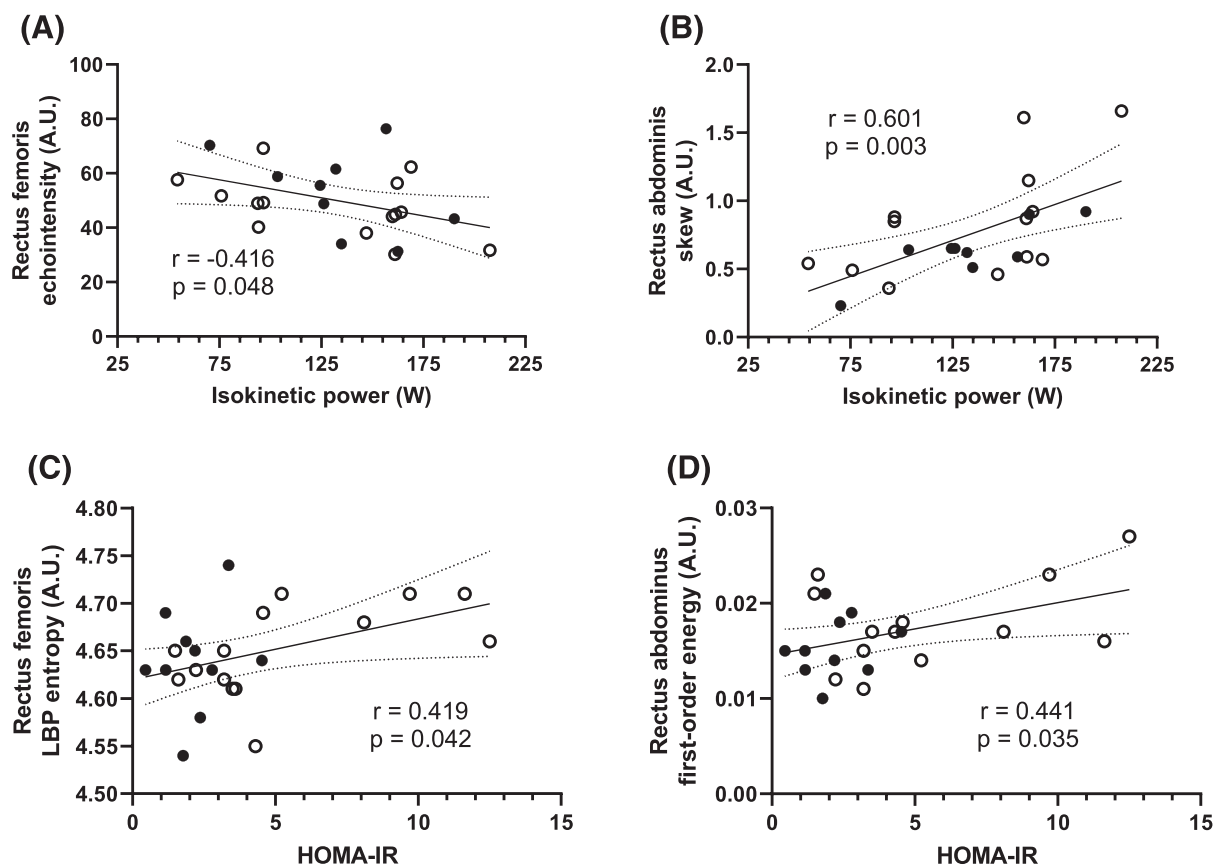 (A)
Rectus femoris
echointensity (A.U.)
100
80
60
40
20
0
r = -0.416
p = 0.048
25 75 125 175 225
Isokinetic power (W)
(B)
Rectus abdominis
skew (A.U.)
2.0
1.5
1.0
0.5
0.0
r = 0.601
p = 0.003
25 75 125 175 225
Isokinetic power (W)
(C)
Rectus femoris
LBP entropy (A.U.)
4.80
4.75
4.70
4.65
4.60
4.55
4.50
r = 0.419
p = 0.042
0 5 10 15
HOMA-IR
(D)
Rectus abdominus
first-order energy (A.U.)
0.03
0.02
0.01
0.00
r = 0.441
p = 0.035
0 5 10 15
HOMA-IR